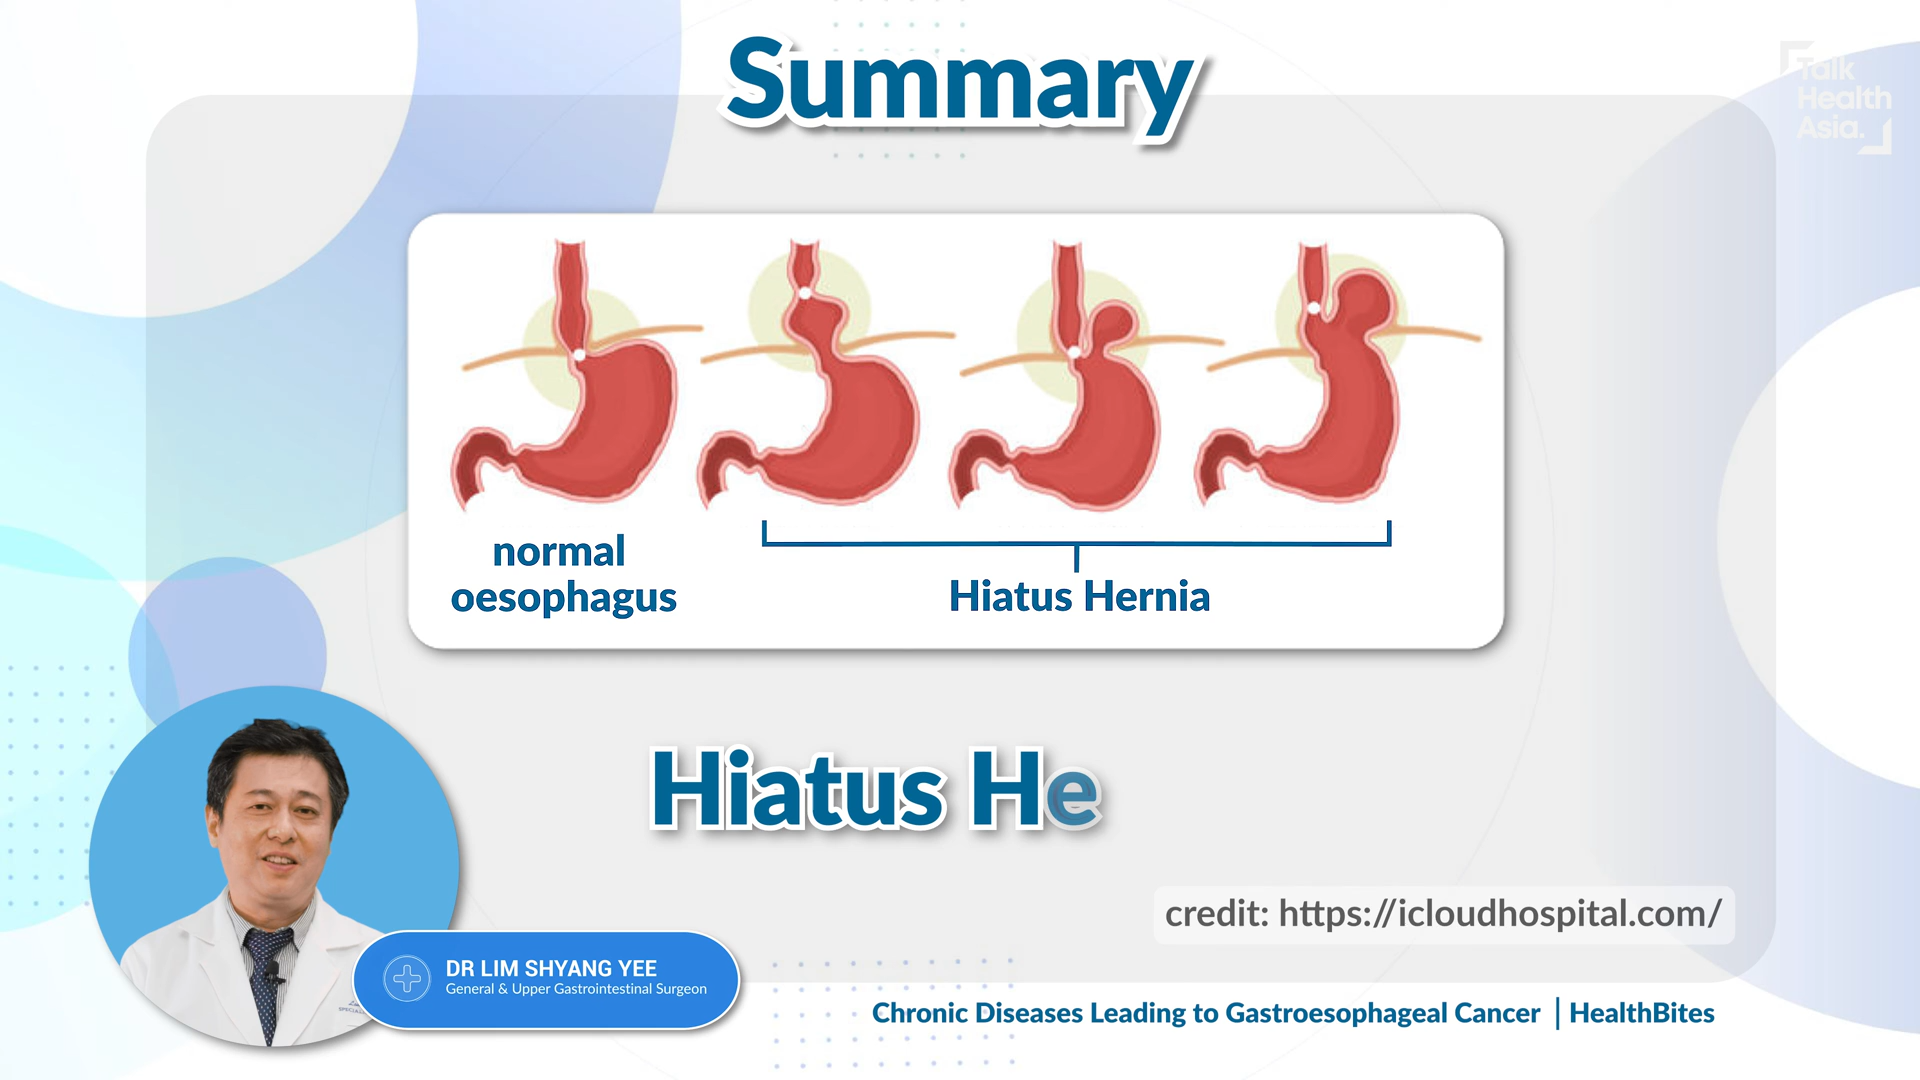 Summary
Talk
Health
Asia.
normal
oesophagus
Hiatus Hernia
Hiatus He
credit: https://icloudhospital.com/
DR LIM SHYANG YEE
General & Upper Gastrointestinal Surgeon
Chronic Diseases Leading to Gastroesophageal Cancer | HealthBites